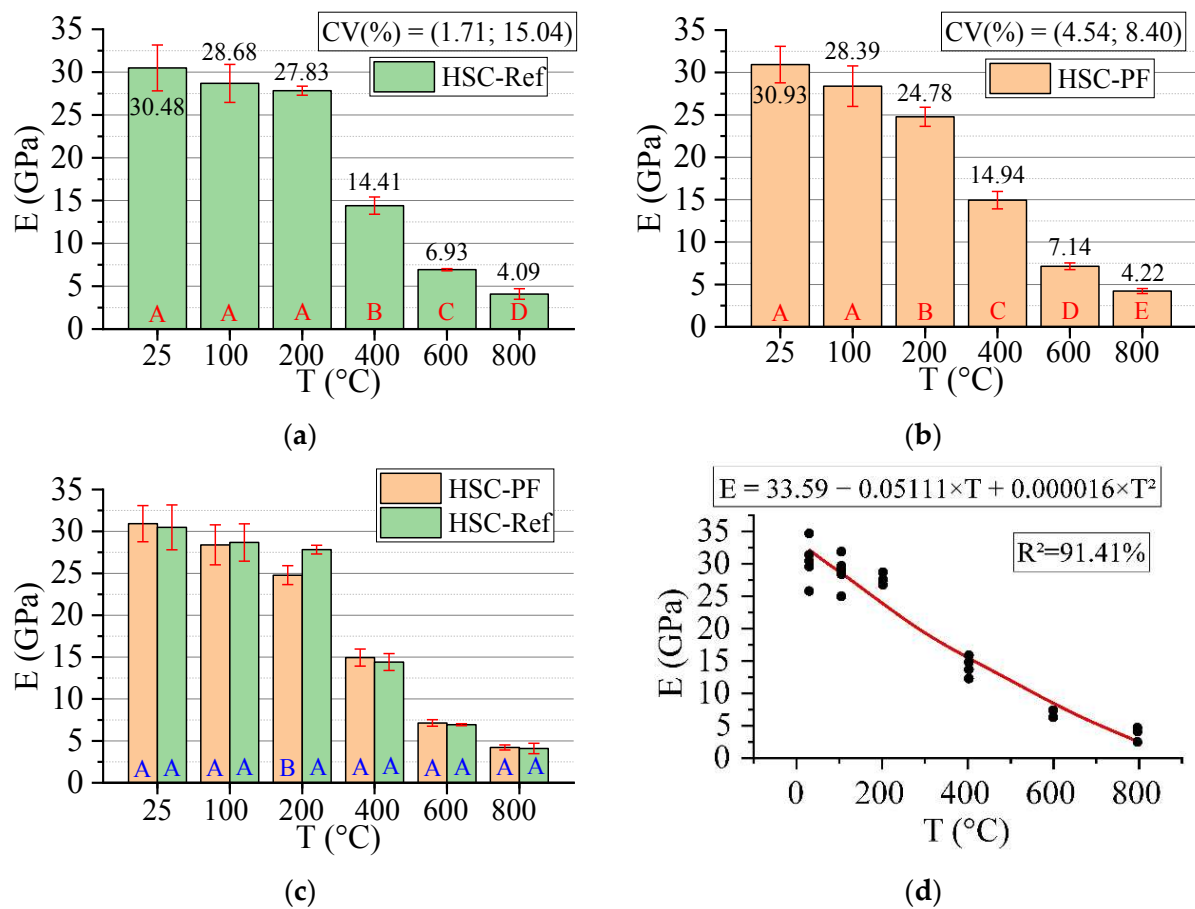 CV(%) = (1.71; 15.04)
HSC-Ref
E (GPa)
35
30
25
20
15
10
5
0
30.48
28.68
27.83
14.41
6.93
4.09
A A A B C D
25 100 200 400 600 800
T (°C)
(a)
CV(%) = (4.54; 8.40)
HSC-PF
E (GPa)
35
30
25
20
15
10
5
0
30.93
28.39
24.78
14.94
7.14
4.22
A A B C D E
25 100 200 400 600 800
T (°C)
(b)
HSC-PF
HSC-Ref
E (GPa)
35
30
25
20
15
10
5
0
A A A A B A A A A A A A
25 100 200 400 600 800
T (°C)
(c)
E = 33.59 − 0.05111×T + 0.000016×T²
R²=91.41%
E (GPa)
35
30
25
20
15
10
5
0
0 200 400 600 800
T (°C)
(d)